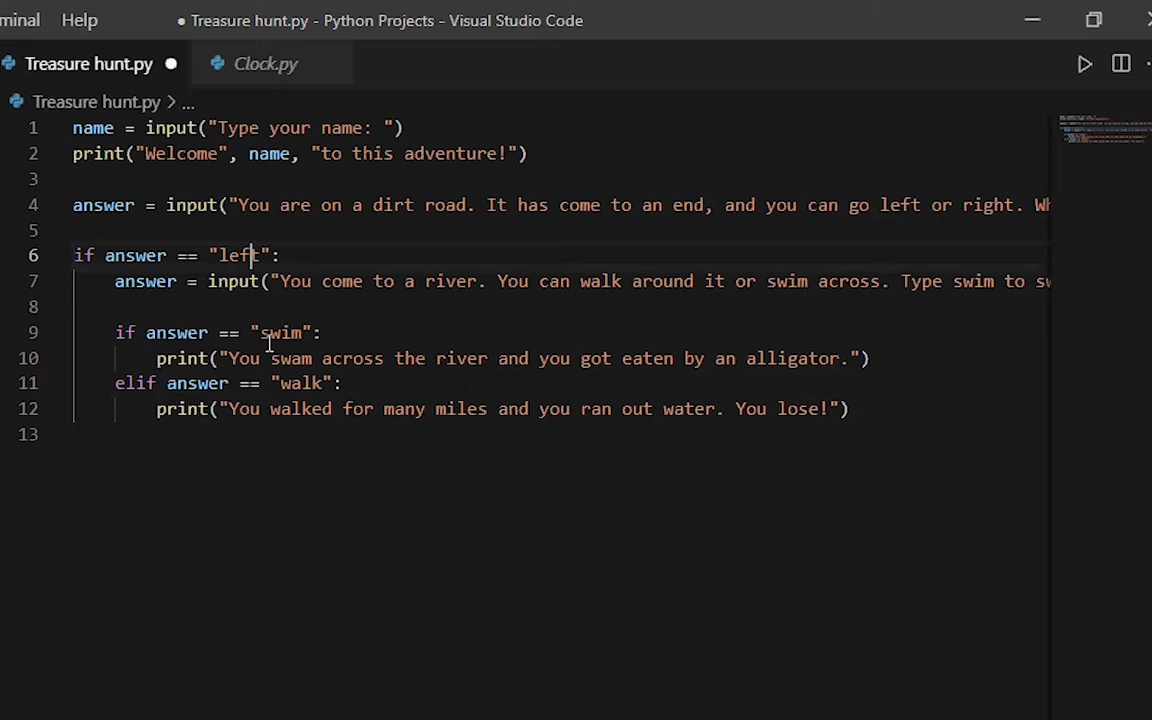 minal Help ● Treasure hunt.py - Python Projects - Visual Studio Code
Treasure hunt.py ● Clock.py
Treasure hunt.py > ...
1 name = input("Type your name: ")
2 print("Welcome", name, "to this adventure!")
3
4 answer = input("You are on a dirt road. It has come to an end, and you can go left or right. Wh
5
6 if answer == "left":
7 answer = input("You come to a river. You can walk around it or swim across. Type swim to sw
8
9 if answer == "swim":
10 print("You swam across the river and you got eaten by an alligator.")
11 elif answer == "walk":
12 print("You walked for many miles and you ran out water. You lose!")
13